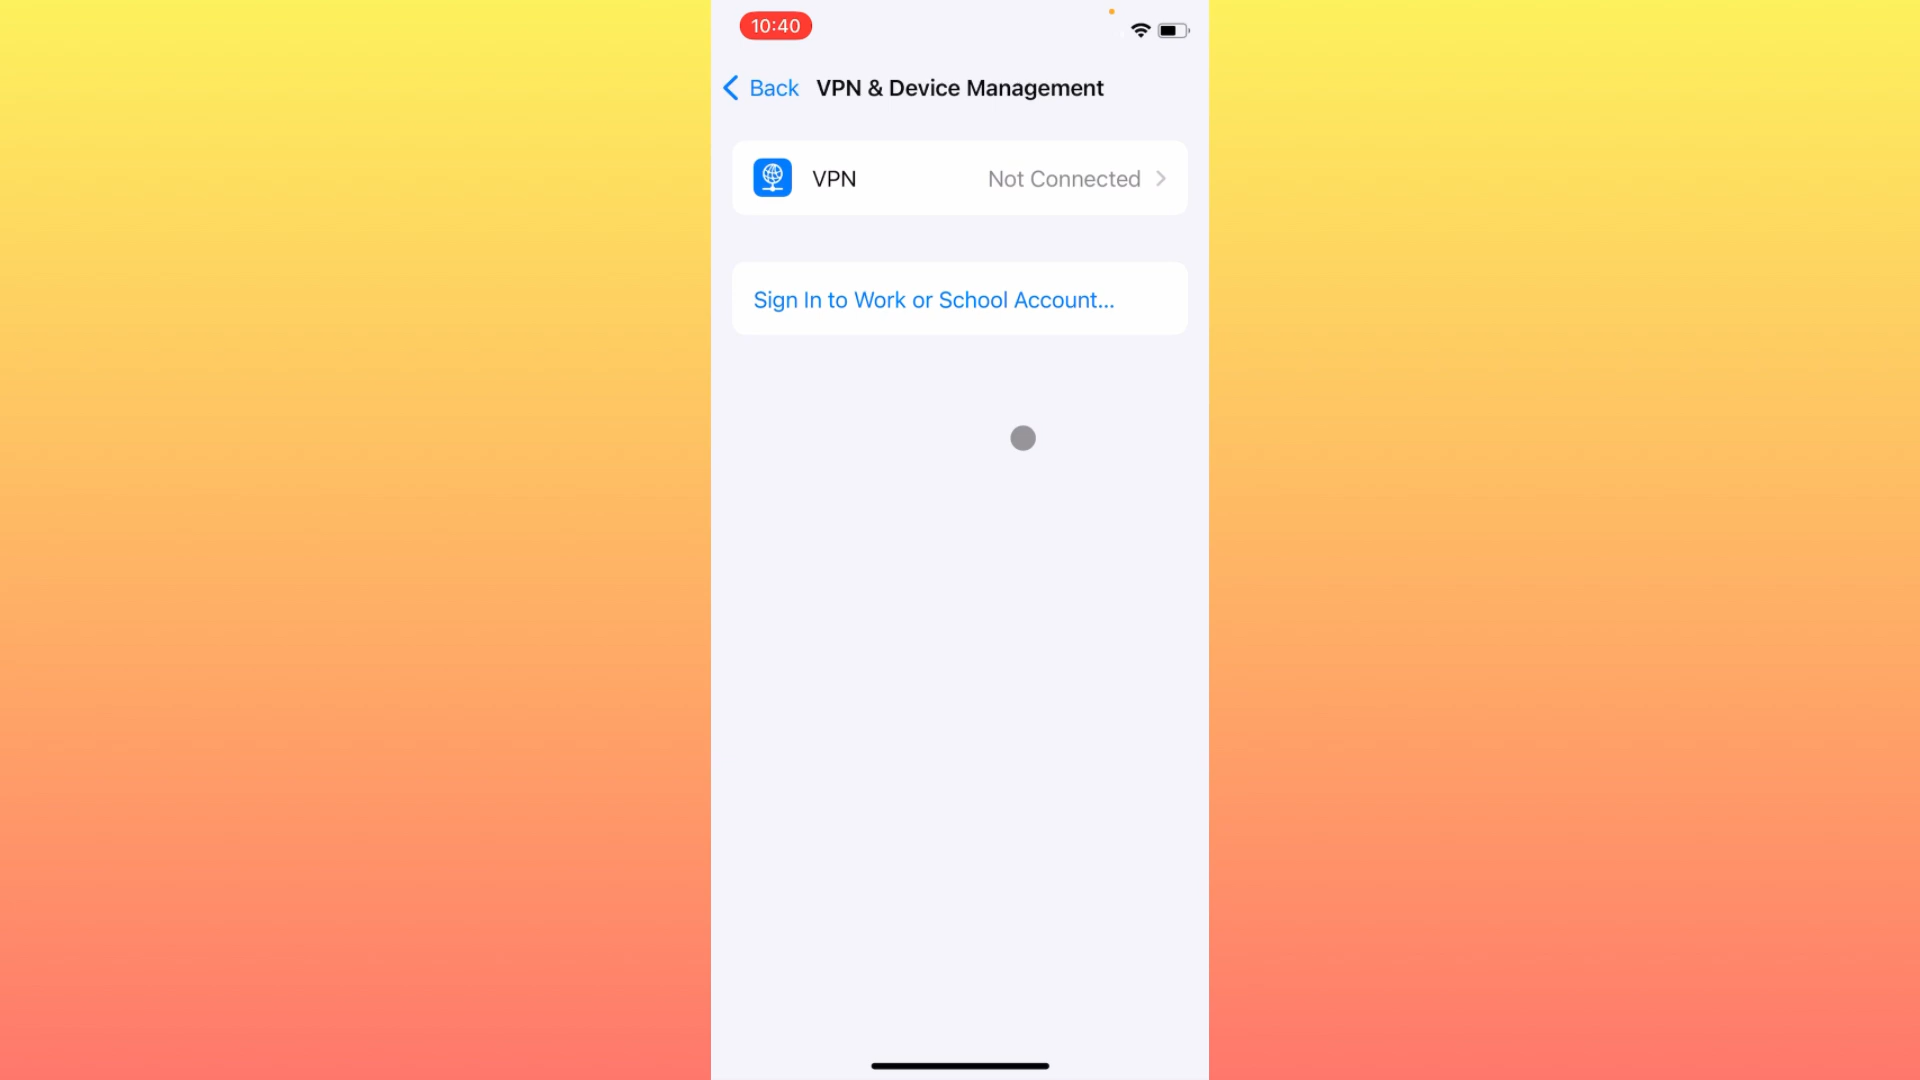 10:40
Back VPN & Device Management
VPN Not Connected
Sign In to Work or School Account...